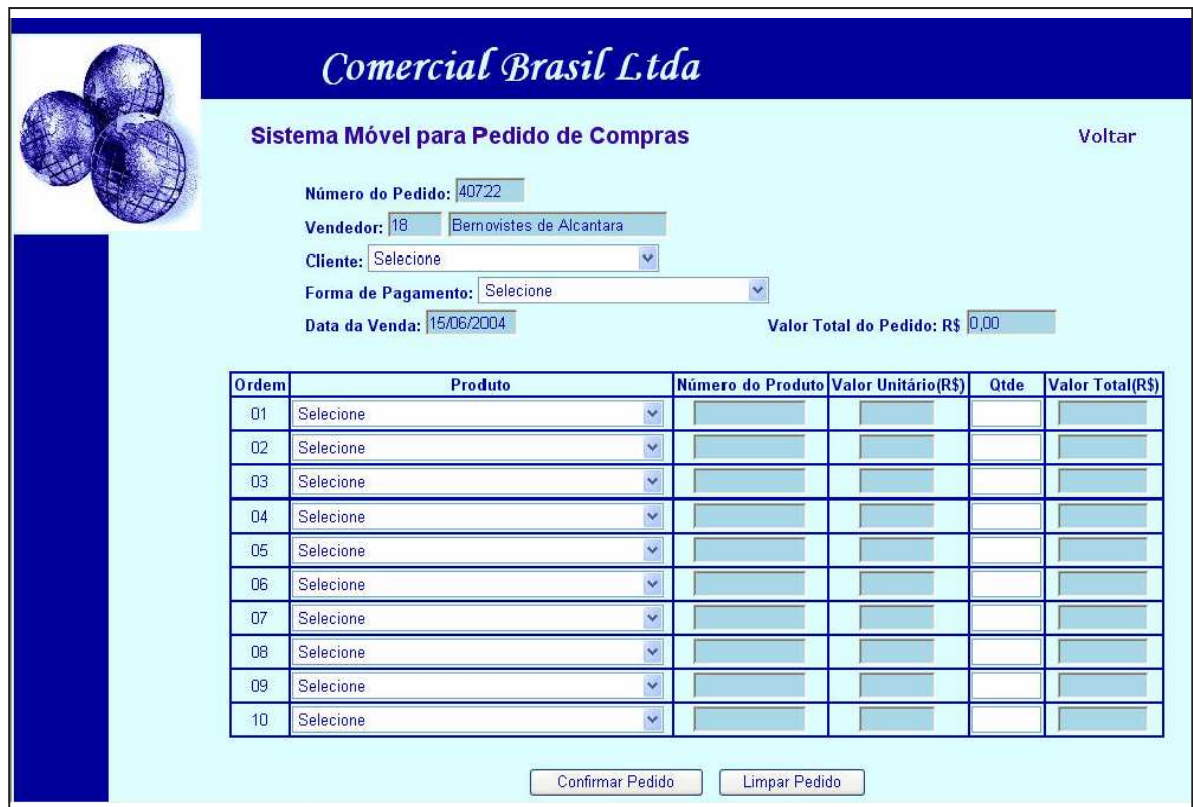 Comercial Brasil Ltda
Sistema Móvel para Pedido de Compras
Voltar
Número do Pedido: 40722
Vendedor: 18 Bernovistes de Alcantara
Cliente: Selecione
Forma de Pagamento: Selecione
Data da Venda: 15/06/2004 Valor Total do Pedido: R$ 0,00
Ordem Produto Número do Produto Valor Unitário(R$) Qtde Valor Total(R$)
01 Selecione
02 Selecione
03 Selecione
04 Selecione
05 Selecione
06 Selecione
07 Selecione
08 Selecione
09 Selecione
10 Selecione
Confirmar Pedido Limpar Pedido